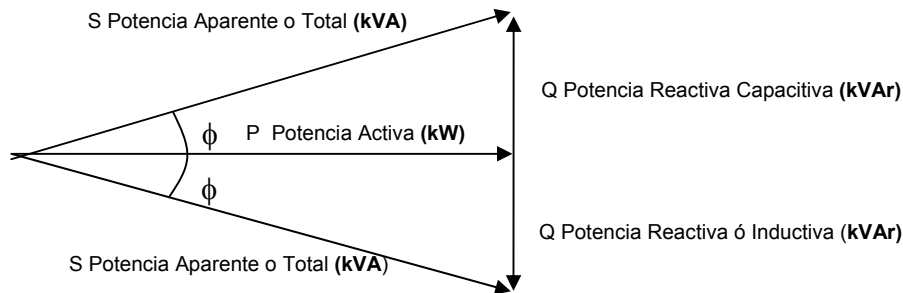 S Potencia Aparente o Total (kVA)
Q Potencia Reactiva Capacitiva (kVAr)
ϕ P Potencia Activa (kW)
ϕ
Q Potencia Reactiva ó Inductiva (kVAr)
S Potencia Aparente o Total (kVA)